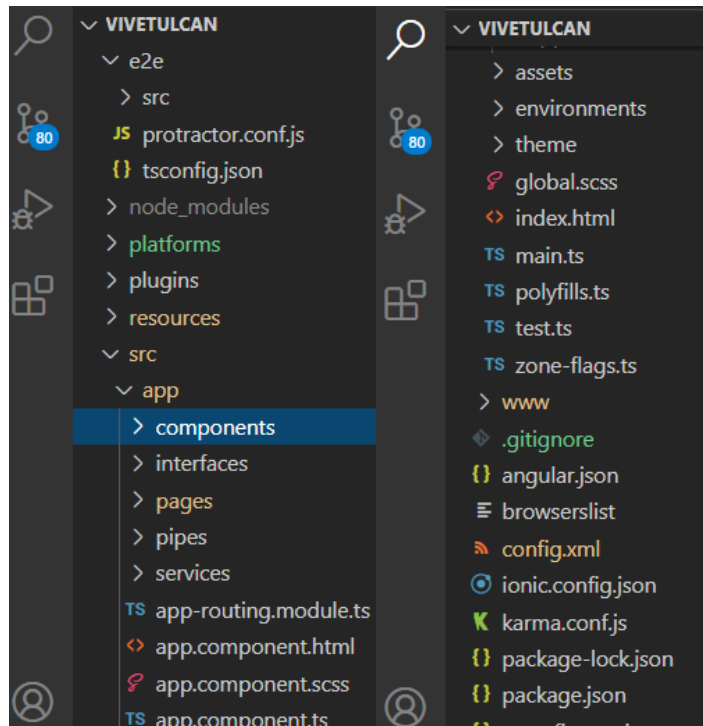 VIVETULCAN
e2e
src
JS protractor.conf.js
{} tsconfig.json
node_modules
platforms
plugins
resources
src
app
components
interfaces
pages
pipes
services
TS app-routing.module.ts
<> app.component.html
app.component.scss
TS app.component.ts
80
VIVETULCAN
assets
environments
theme
global.scss
<> index.html
TS main.ts
TS polyfills.ts
TS test.ts
TS zone-flags.ts
www
.gitignore
{} angular.json
browserslist
config.xml
ionic.config.json
K karma.conf.js
{} package-lock.json
{} package.json
80